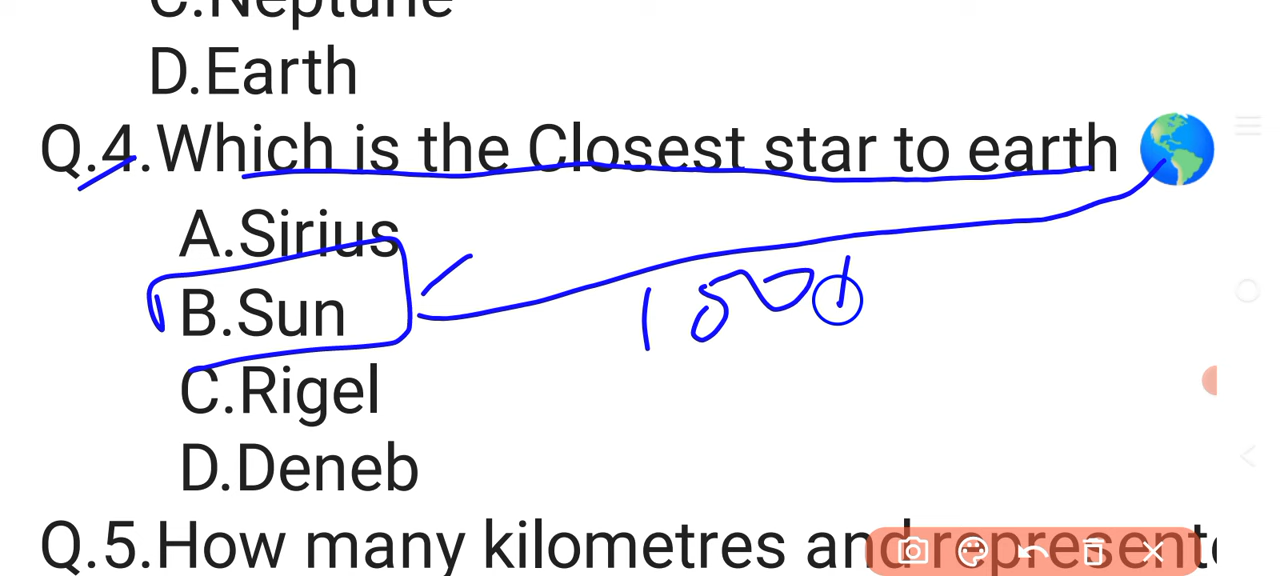 C.Neptune
D.Earth
Q.4.Which is the Closest star to earth 🌎
A.Sirius
B.Sun
C.Rigel
D.Deneb
Q.5.How many kilometres and represent